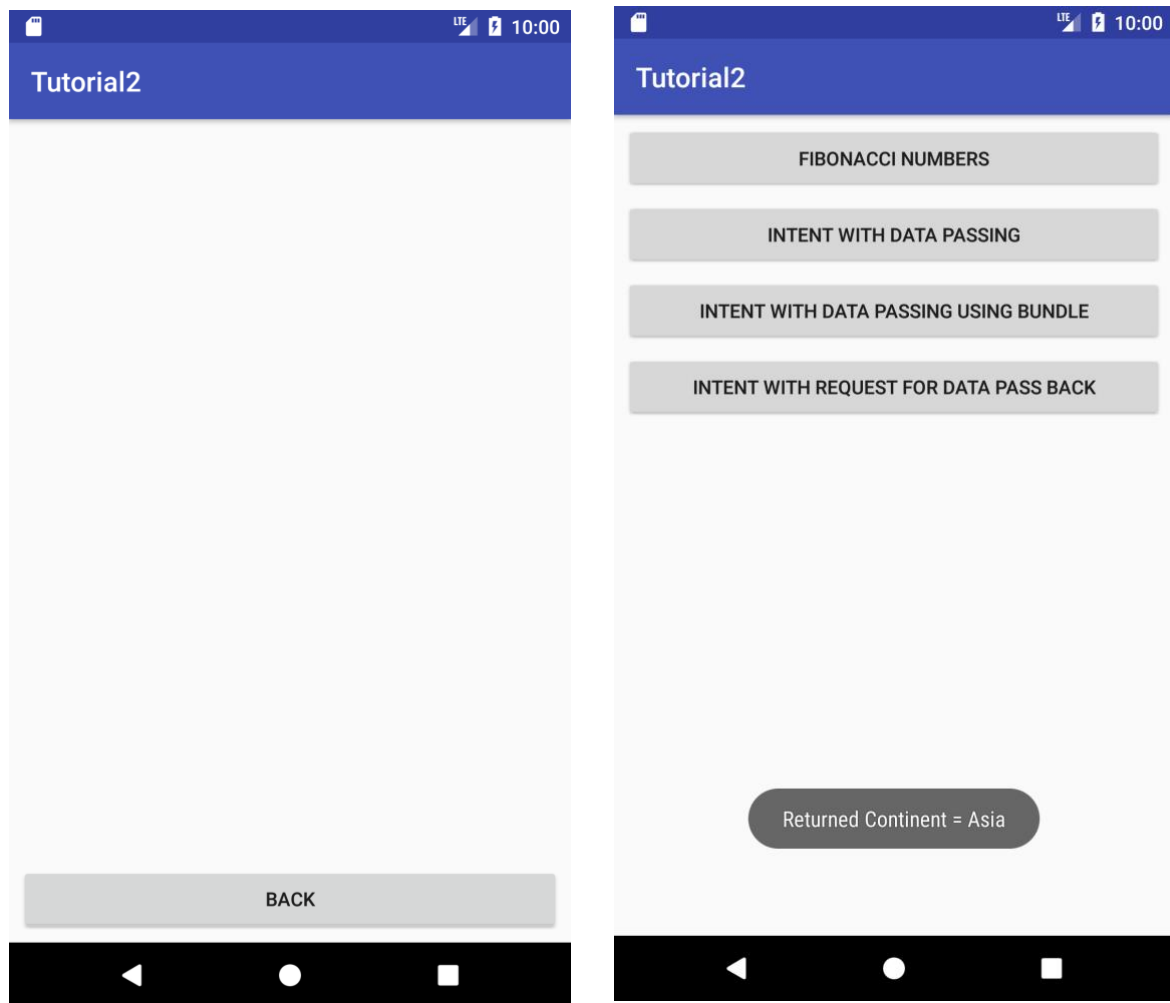 LTE 10:00
Tutorial2
BACK
LTE 10:00
Tutorial2
FIBONACCI NUMBERS
INTENT WITH DATA PASSING
INTENT WITH DATA PASSING USING BUNDLE
INTENT WITH REQUEST FOR DATA PASS BACK
Returned Continent = Asia